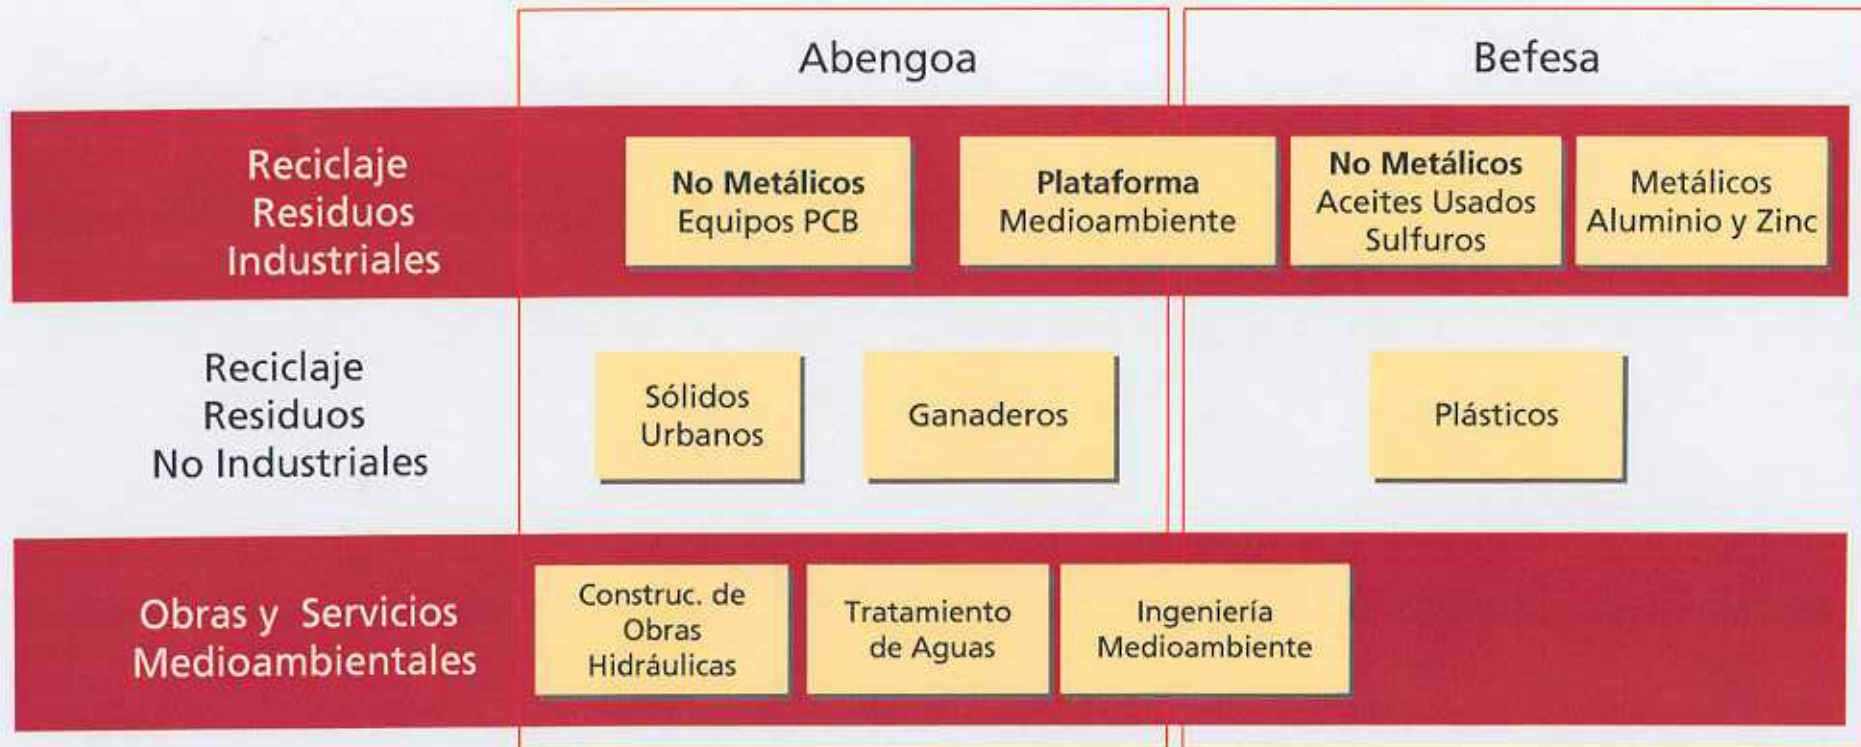 Abengoa
Befesa
Reciclaje
Residuos
Industriales
No Metálicos
Equipos PCB
Plataforma
Medioambiente
No Metálicos
Aceites Usados
Sulfuros
Metálicos
Aluminio y Zinc
Reciclaje
Residuos
No Industriales
Sólidos
Urbanos
Ganaderos
Plásticos
Obras y Servicios
Medioambientales
Construc. de
Obras
Hidráulicas
Tratamiento
de Aguas
Ingeniería
Medioambiente